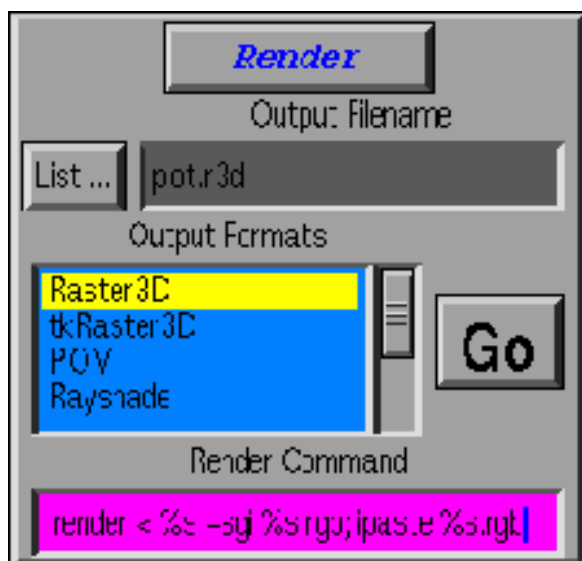 Render
Output Filename
List ...
pot.r3d
Output Formats
Raster3D
tkRaster3D
POV
Rayshade
Go
Render Command
render < %s -sgi %s.rgb; ipaste %s.rgb